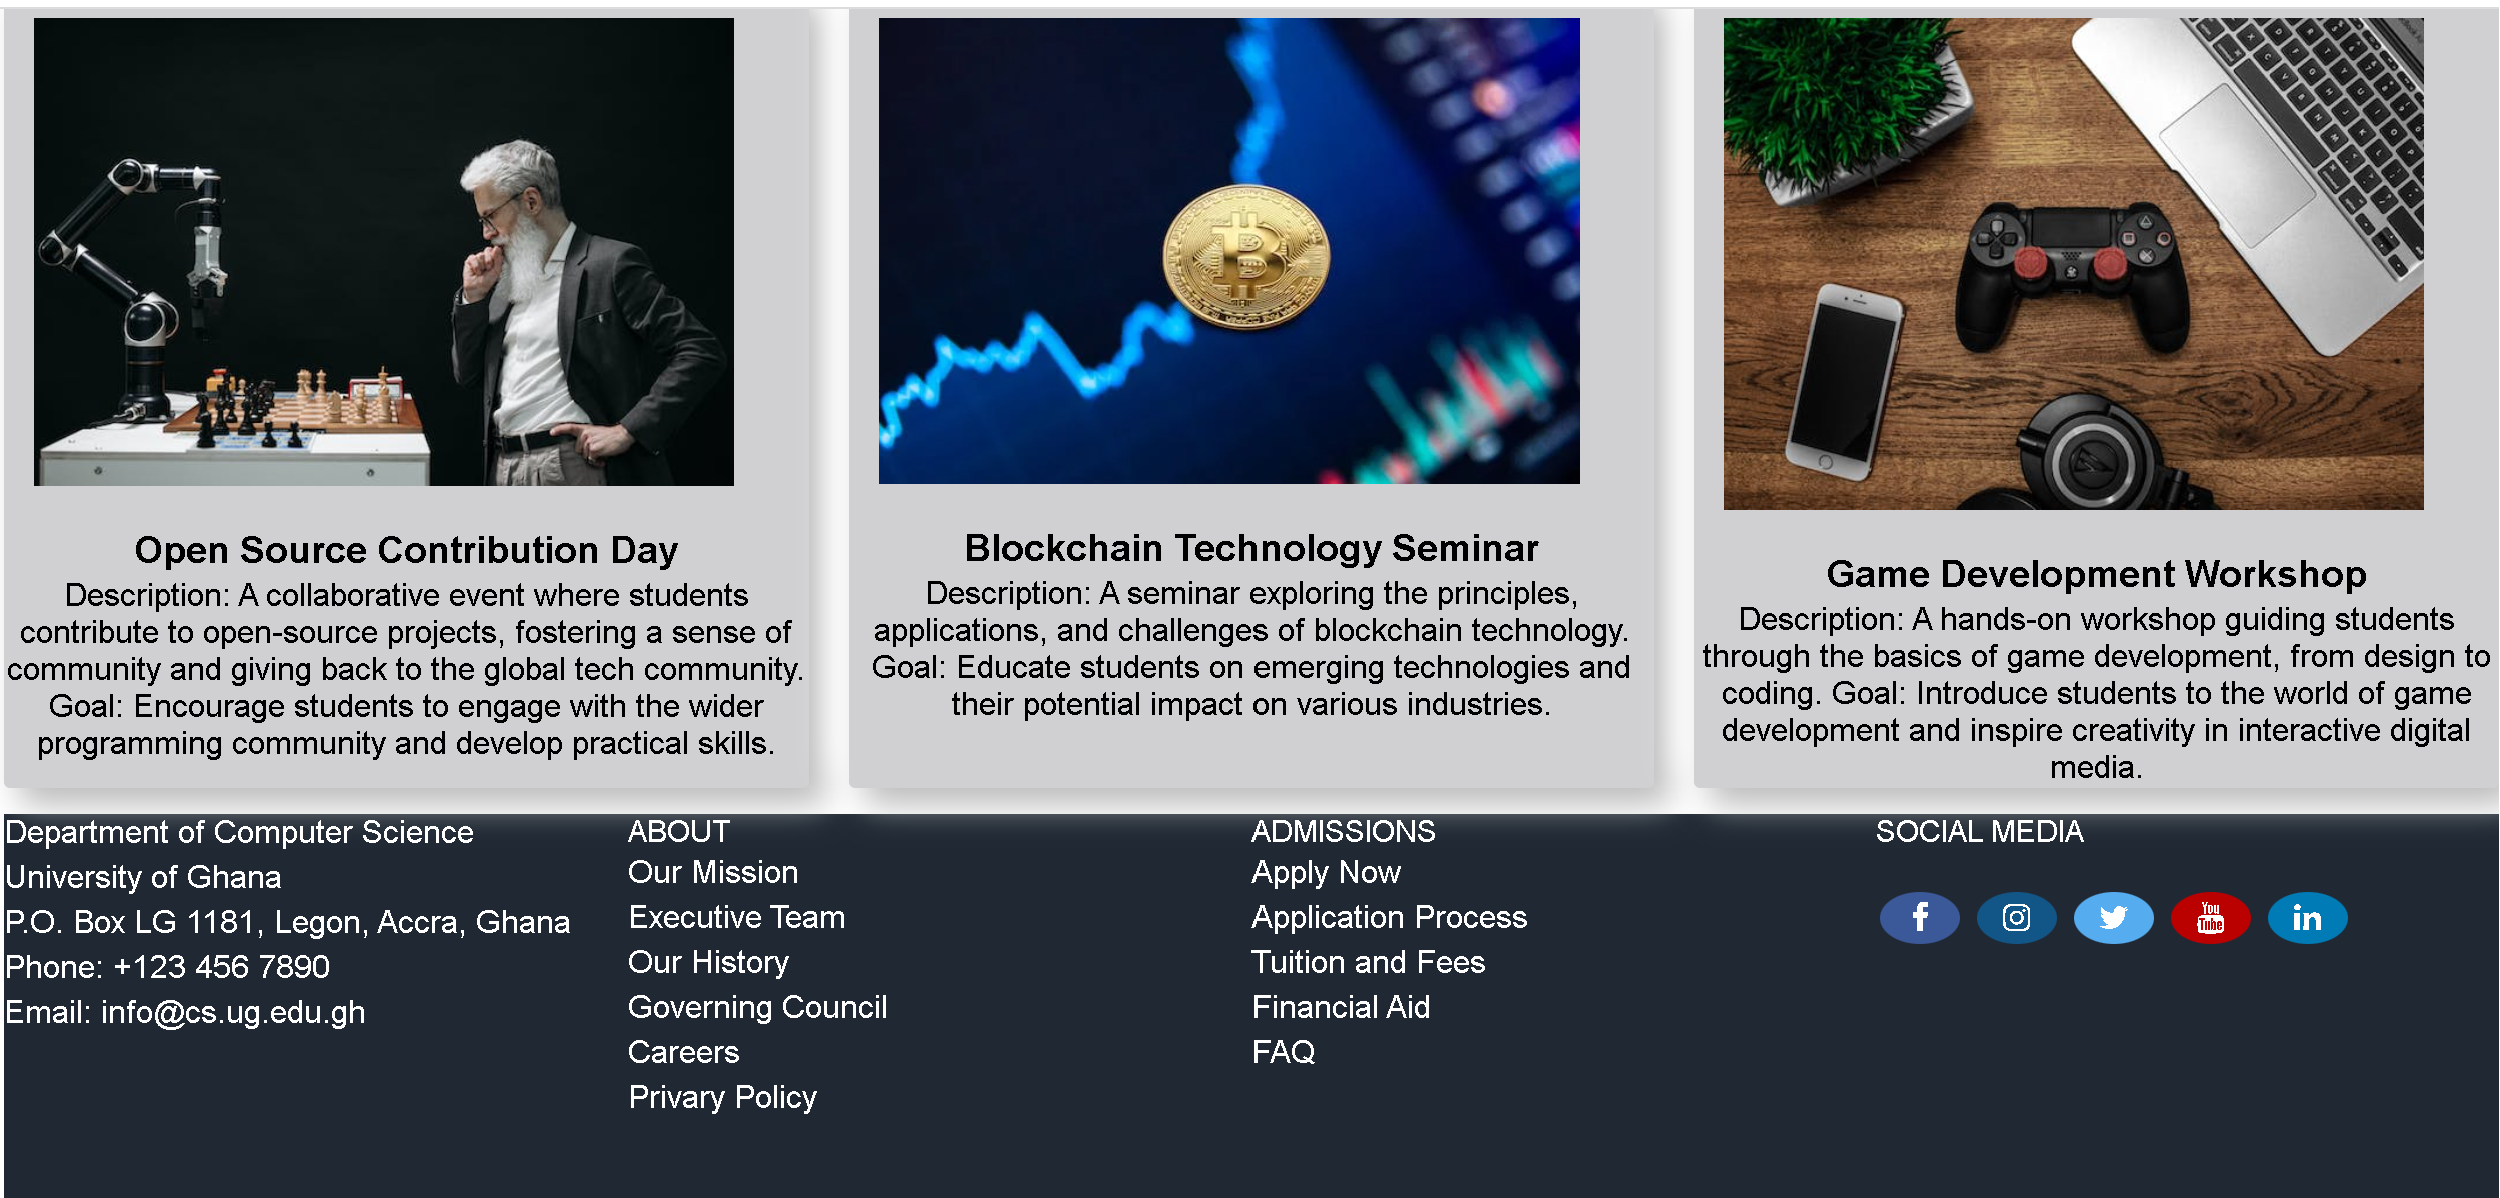 Open Source Contribution Day
Description: A collaborative event where students
contribute to open-source projects, fostering a sense of
community and giving back to the global tech community.
Goal: Encourage students to engage with the wider
programming community and develop practical skills.
Blockchain Technology Seminar
Description: A seminar exploring the principles,
applications, and challenges of blockchain technology.
Goal: Educate students on emerging technologies and
their potential impact on various industries.
Game Development Workshop
Description: A hands-on workshop guiding students
through the basics of game development, from design to
coding. Goal: Introduce students to the world of game
development and inspire creativity in interactive digital
media.
Department of Computer Science
University of Ghana
P.O. Box LG 1181, Legon, Accra, Ghana
Phone: +123 456 7890
Email: info@cs.ug.edu.gh
ABOUT
Our Mission
Executive Team
Our History
Governing Council
Careers
Privary Policy
ADMISSIONS
Apply Now
Application Process
Tuition and Fees
Financial Aid
FAQ
SOCIAL MEDIA
You
Tube
in